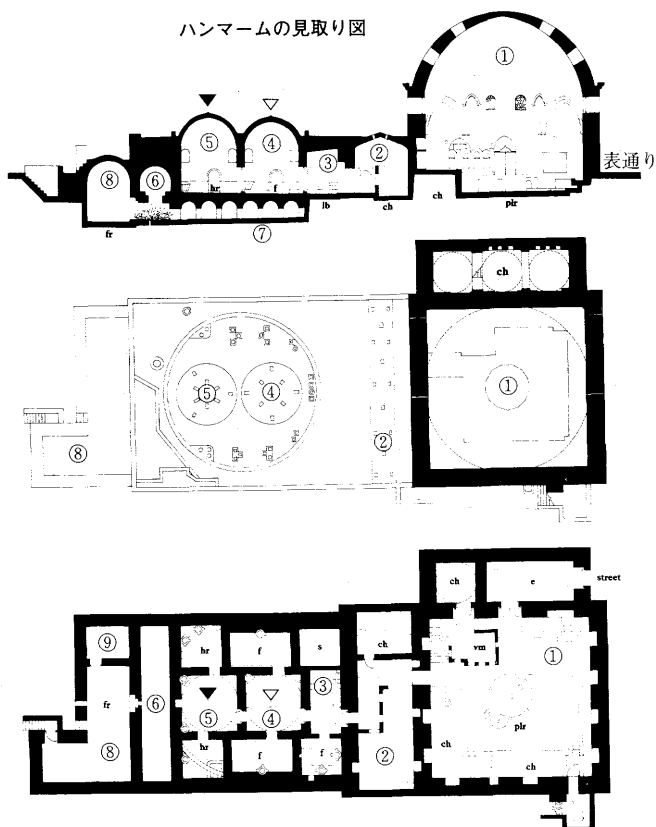 ハンマームの見取り図
①
⑤ ④
③ ②
⑧ ⑥
表通り
hr f
lb ch ch plr
fr
⑦
ch
⑤ ④ ①
②
⑧
ch e street
⑨ hr f s ch vm ①
③
fr ⑥ ⑤ ④
plr
⑧ hr f f ② ch
ch